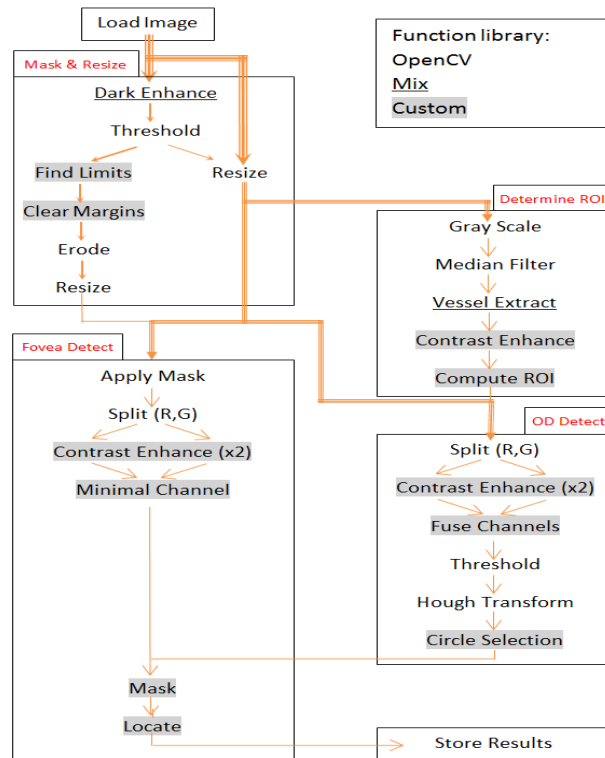 Load Image
Function library:
OpenCV
Mix
Custom
Mask & Resize
Dark Enhance
Threshold
Find Limits
Resize
Clear Margins
Erode
Resize
Determine ROI
Gray Scale
Median Filter
Vessel Extract
Contrast Enhance
Compute ROI
Fovea Detect
Apply Mask
Split (R,G)
Contrast Enhance (x2)
Minimal Channel
OD Detect
Split (R,G)
Contrast Enhance (x2)
Fuse Channels
Threshold
Hough Transform
Circle Selection
Mask
Locate
Store Results